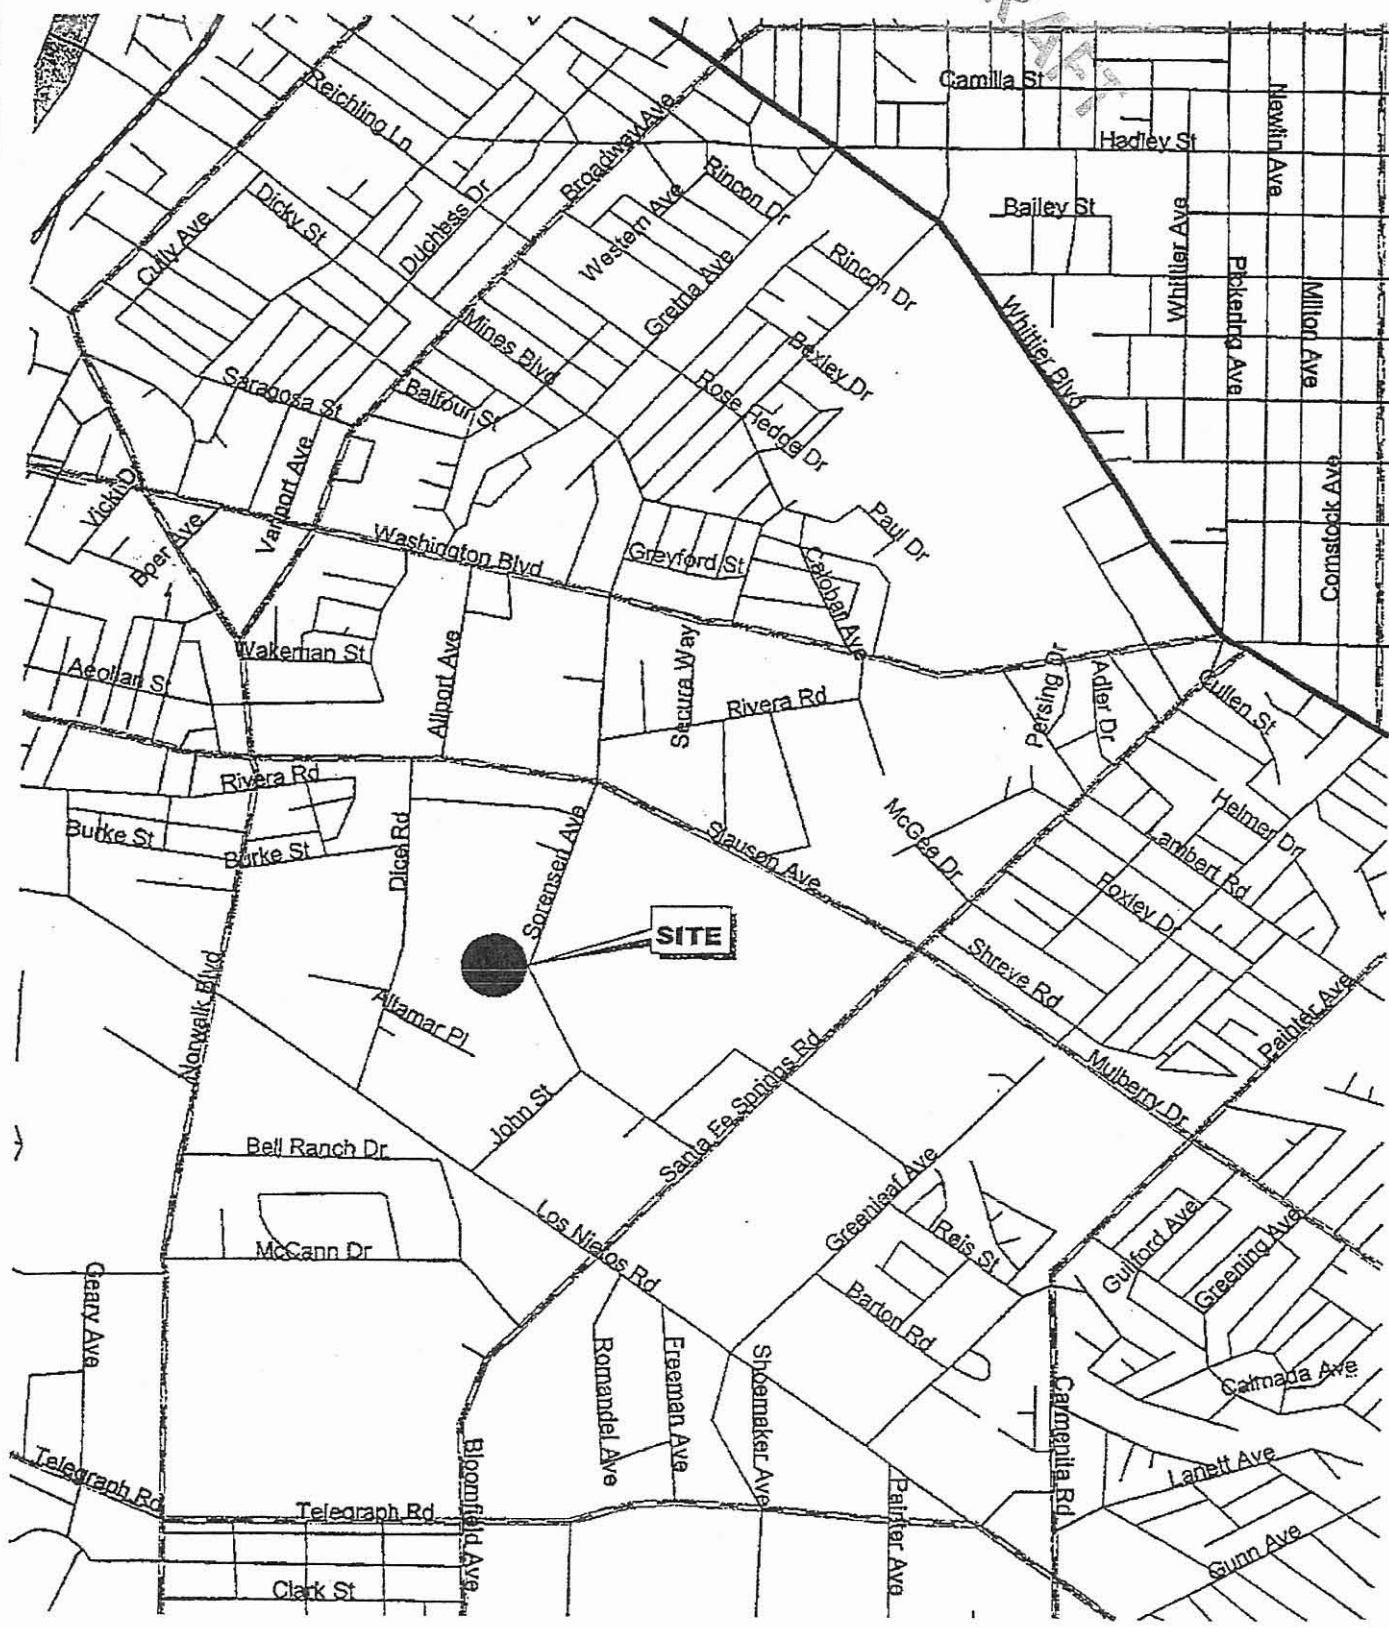 Camilla St
Reichling Ln
Broadway Ave
Hadley St
Newlin Ave
Rincon Dr
Dicky St
Duchess Dr
Western Ave
Bailey St
Cully Ave
Whittier Ave
Gretna Ave
Rincon Dr
Pickering Ave
Milton Ave
Whittier Blvd
Mines Blvd
Bexley Dr
Saragosa St
Balfour St
Rose Hedge Dr
Vanport Ave
Vicki D
Boer Ave
Washington Blvd
Greyford St
Paul Dr
Caloban Ave
Comstock Ave
Wakeman St
Aeolian St
Allport Ave
Secura Way
Rivera Rd
Persing Dr
Adler Dr
Cullen St
Rivera Rd
Burke St
Burke St
Dice Rd
Sorensen Ave
Slauson Ave
McGee Dr
Helmer Dr
Lambert Rd
Foxley Dr
SITE
Shreve Rd
Norwalk Blvd
Altamar Pl
Painter Ave
Santa Fe Springs Rd
Mulberry Dr
John St
Bell Ranch Dr
Los Nietos Rd
Greenleaf Ave
Reis St
Guilford Ave
Greening Ave
McCann Dr
Geary Ave
Barton Rd
Romandel Ave
Freeman Ave
Shoemaker Ave
Calmada Ave
Carmenita Rd
Lanett Ave
Telegraph Rd
Telegraph Rd
Bloomfield Ave
Painter Ave
Gunn Ave
Clark St